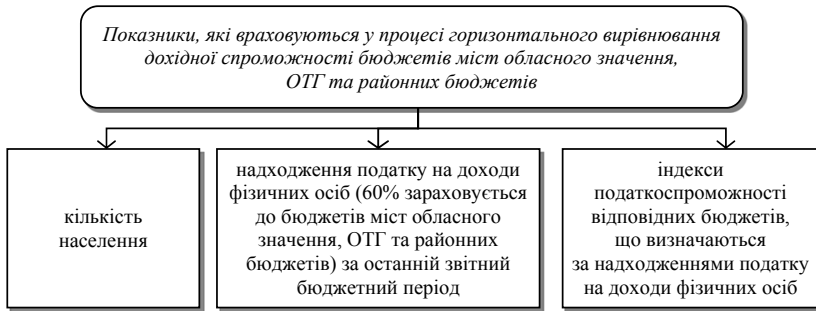 Показники, які враховуються у процесі горизонтального вирівнювання
дохідної спроможності бюджетів міст обласного значення,
ОТГ та районних бюджетів
кількість
населення
надходження податку на доходи
фізичних осіб (60% зараховується
до бюджетів міст обласного
значення, ОТГ та районних
бюджетів) за останній звітний
бюджетний період
індекси
податкоспроможності
відповідних бюджетів,
що визначаються
за надходженнями податку
на доходи фізичних осіб